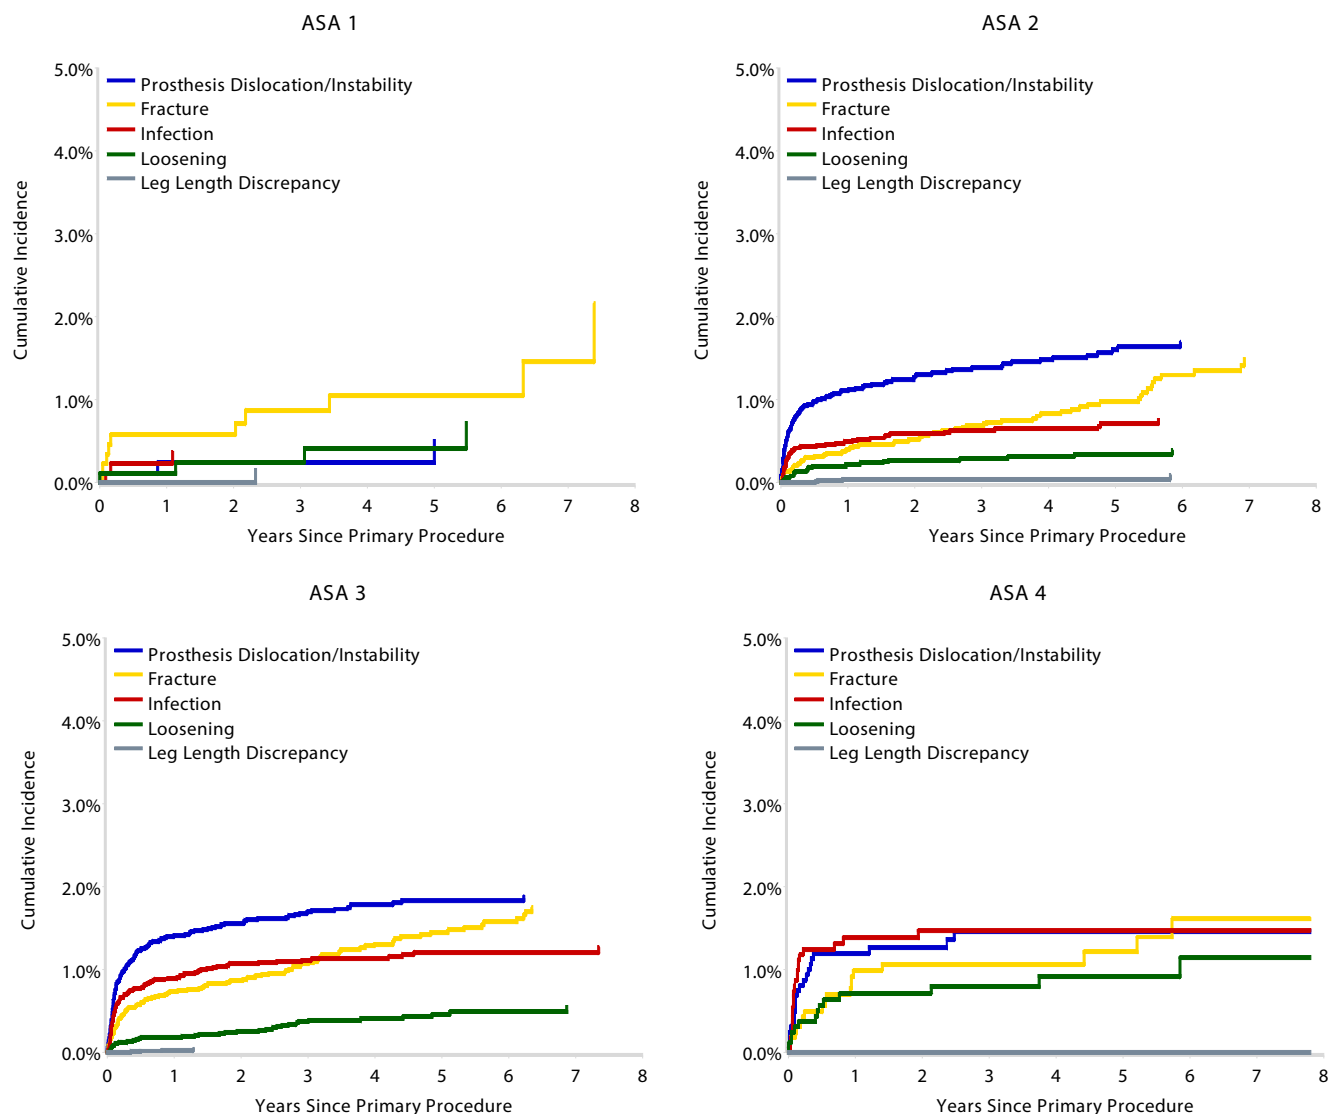 ASA 1
5.0%
4.0%
3.0%
2.0%
1.0%
0.0%
Cumulative Incidence
Prosthesis Dislocation/Instability
Fracture
Infection
Loosening
Leg Length Discrepancy
0 1 2 3 4 5 6 7 8
Years Since Primary Procedure
ASA 2
5.0%
4.0%
3.0%
2.0%
1.0%
0.0%
Cumulative Incidence
Prosthesis Dislocation/Instability
Fracture
Infection
Loosening
Leg Length Discrepancy
0 1 2 3 4 5 6 7 8
Years Since Primary Procedure
ASA 3
5.0%
4.0%
3.0%
2.0%
1.0%
0.0%
Cumulative Incidence
Prosthesis Dislocation/Instability
Fracture
Infection
Loosening
Leg Length Discrepancy
0 1 2 3 4 5 6 7 8
Years Since Primary Procedure
ASA 4
5.0%
4.0%
3.0%
2.0%
1.0%
0.0%
Cumulative Incidence
Prosthesis Dislocation/Instability
Fracture
Infection
Loosening
Leg Length Discrepancy
0 1 2 3 4 5 6 7 8
Years Since Primary Procedure